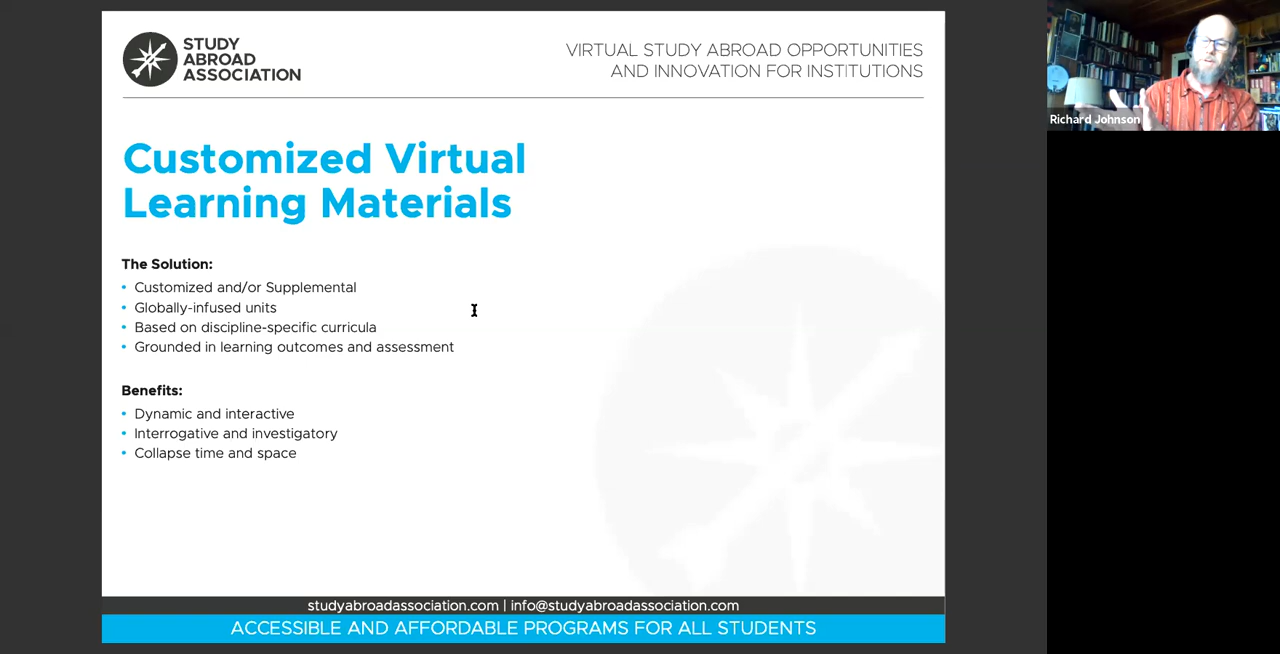 STUDY
ABROAD
ASSOCIATION
VIRTUAL STUDY ABROAD OPPORTUNITIES
AND INNOVATION FOR INSTITUTIONS
Customized Virtual
Learning Materials
The Solution:
• Customized and/or Supplemental
• Globally-infused units
• Based on discipline-specific curricula
• Grounded in learning outcomes and assessment
Benefits:
• Dynamic and interactive
• Interrogative and investigatory
• Collapse time and space
studyabroadassociation.com | info@studyabroadassociation.com
ACCESSIBLE AND AFFORDABLE PROGRAMS FOR ALL STUDENTS
Richard Johnson